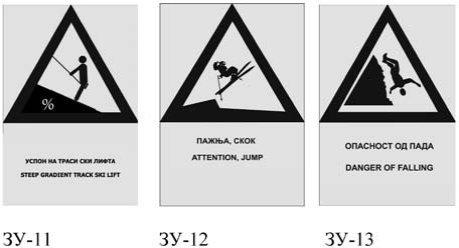 %
УСПОН НА ТРАСИ СКИ ЛИФТА
STEEP GRADIENT TRACK SKI LIFT
ПАЖЊА, СКОК
ATTENTION, JUMP
ОПАСНОСТ ОД ПАДА
DANGER OF FALLING
ЗУ-11
ЗУ-12
ЗУ-13